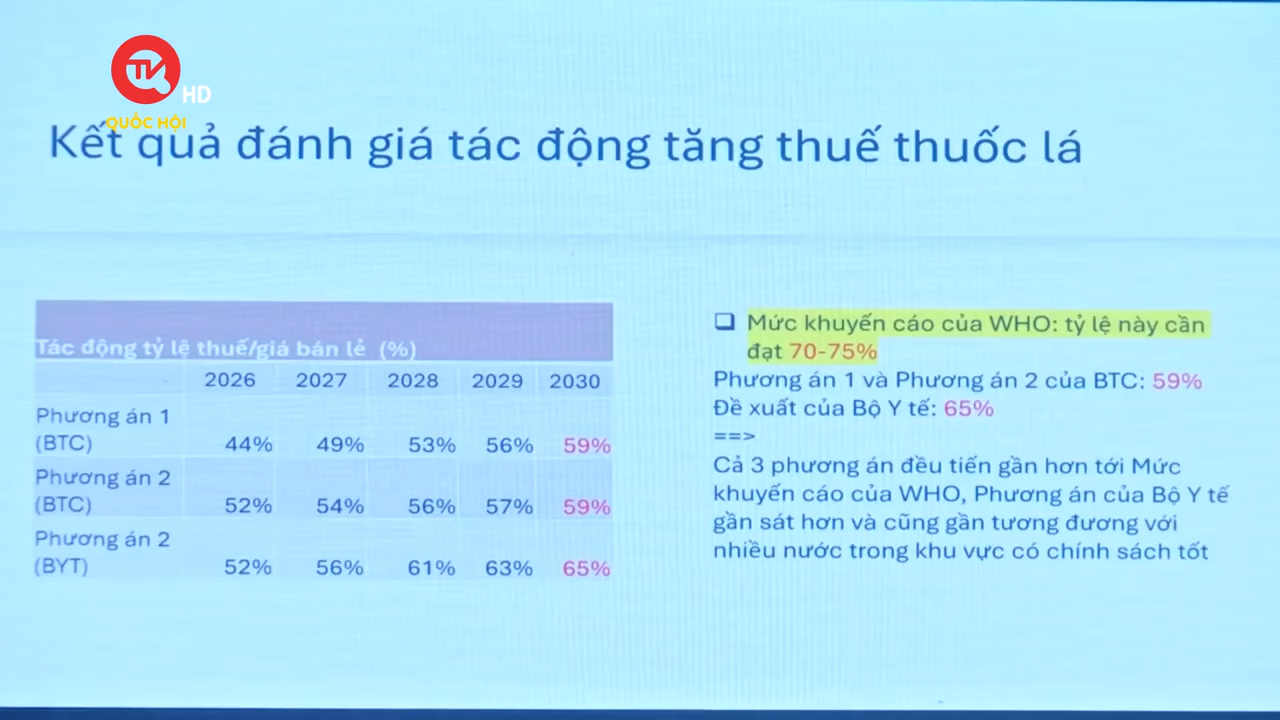 TV
HD
QUỐC HỘI
Kết quả đánh giá tác động tăng thuế thuốc lá
Tác động tỷ lệ thuế/giá bán lẻ (%)
2026 2027 2028 2029 2030
Phương án 1
(BTC) 44% 49% 53% 56% 59%
Phương án 2
(BTC) 52% 54% 56% 57% 59%
Phương án 2
(BYT) 52% 56% 61% 63% 65%
Mức khuyến cáo của WHO: tỷ lệ này cần
đạt 70-75%
Phương án 1 và Phương án 2 của BTC: 59%
Đề xuất của Bộ Y tế: 65%
==>
Cả 3 phương án đều tiến gần hơn tới Mức
khuyến cáo của WHO, Phương án của Bộ Y tế
gần sát hơn và cũng gần tương đương với
nhiều nước trong khu vực có chính sách tốt